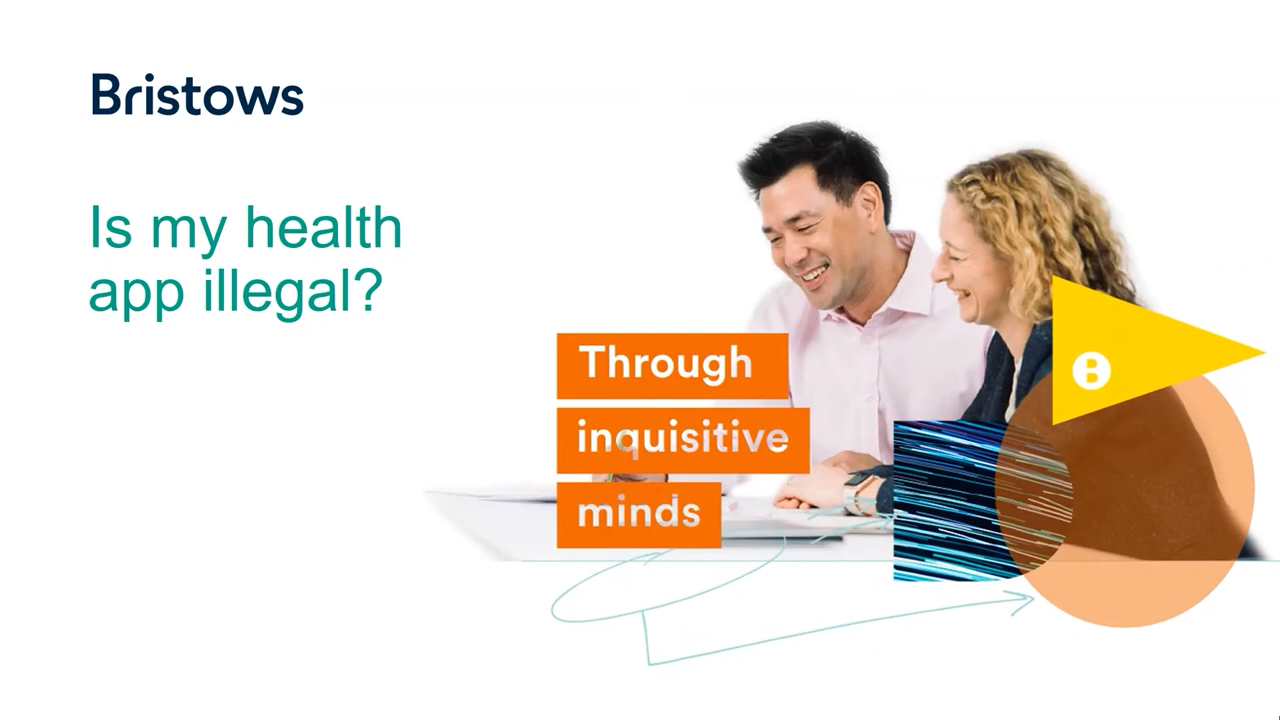 Bristows
Is my health
app illegal?
Through
inquisitive
minds
B